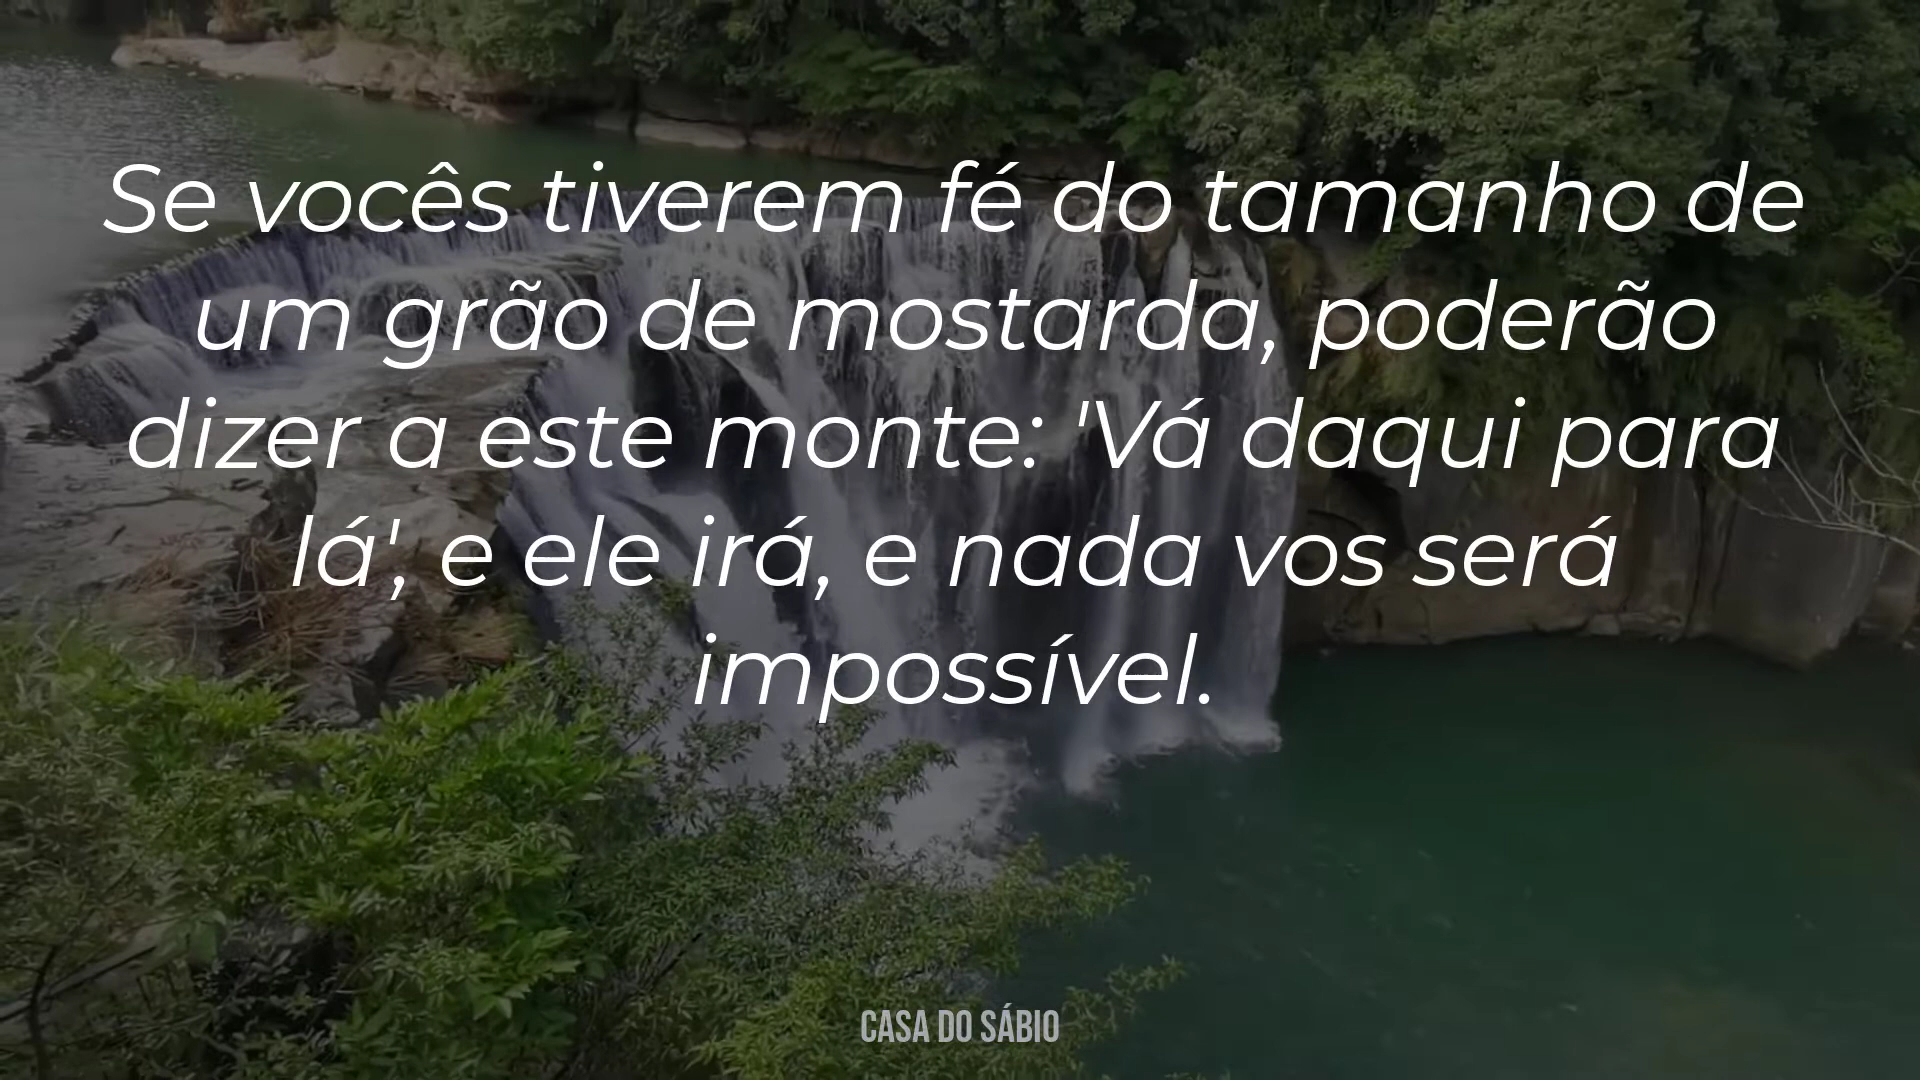 Se vocês tiverem fé do tamanho de
um grão de mostarda, poderão
dizer a este monte: 'Vá daqui para
lá', e ele irá, e nada vos será
impossível.
CASA DO SÁBIO